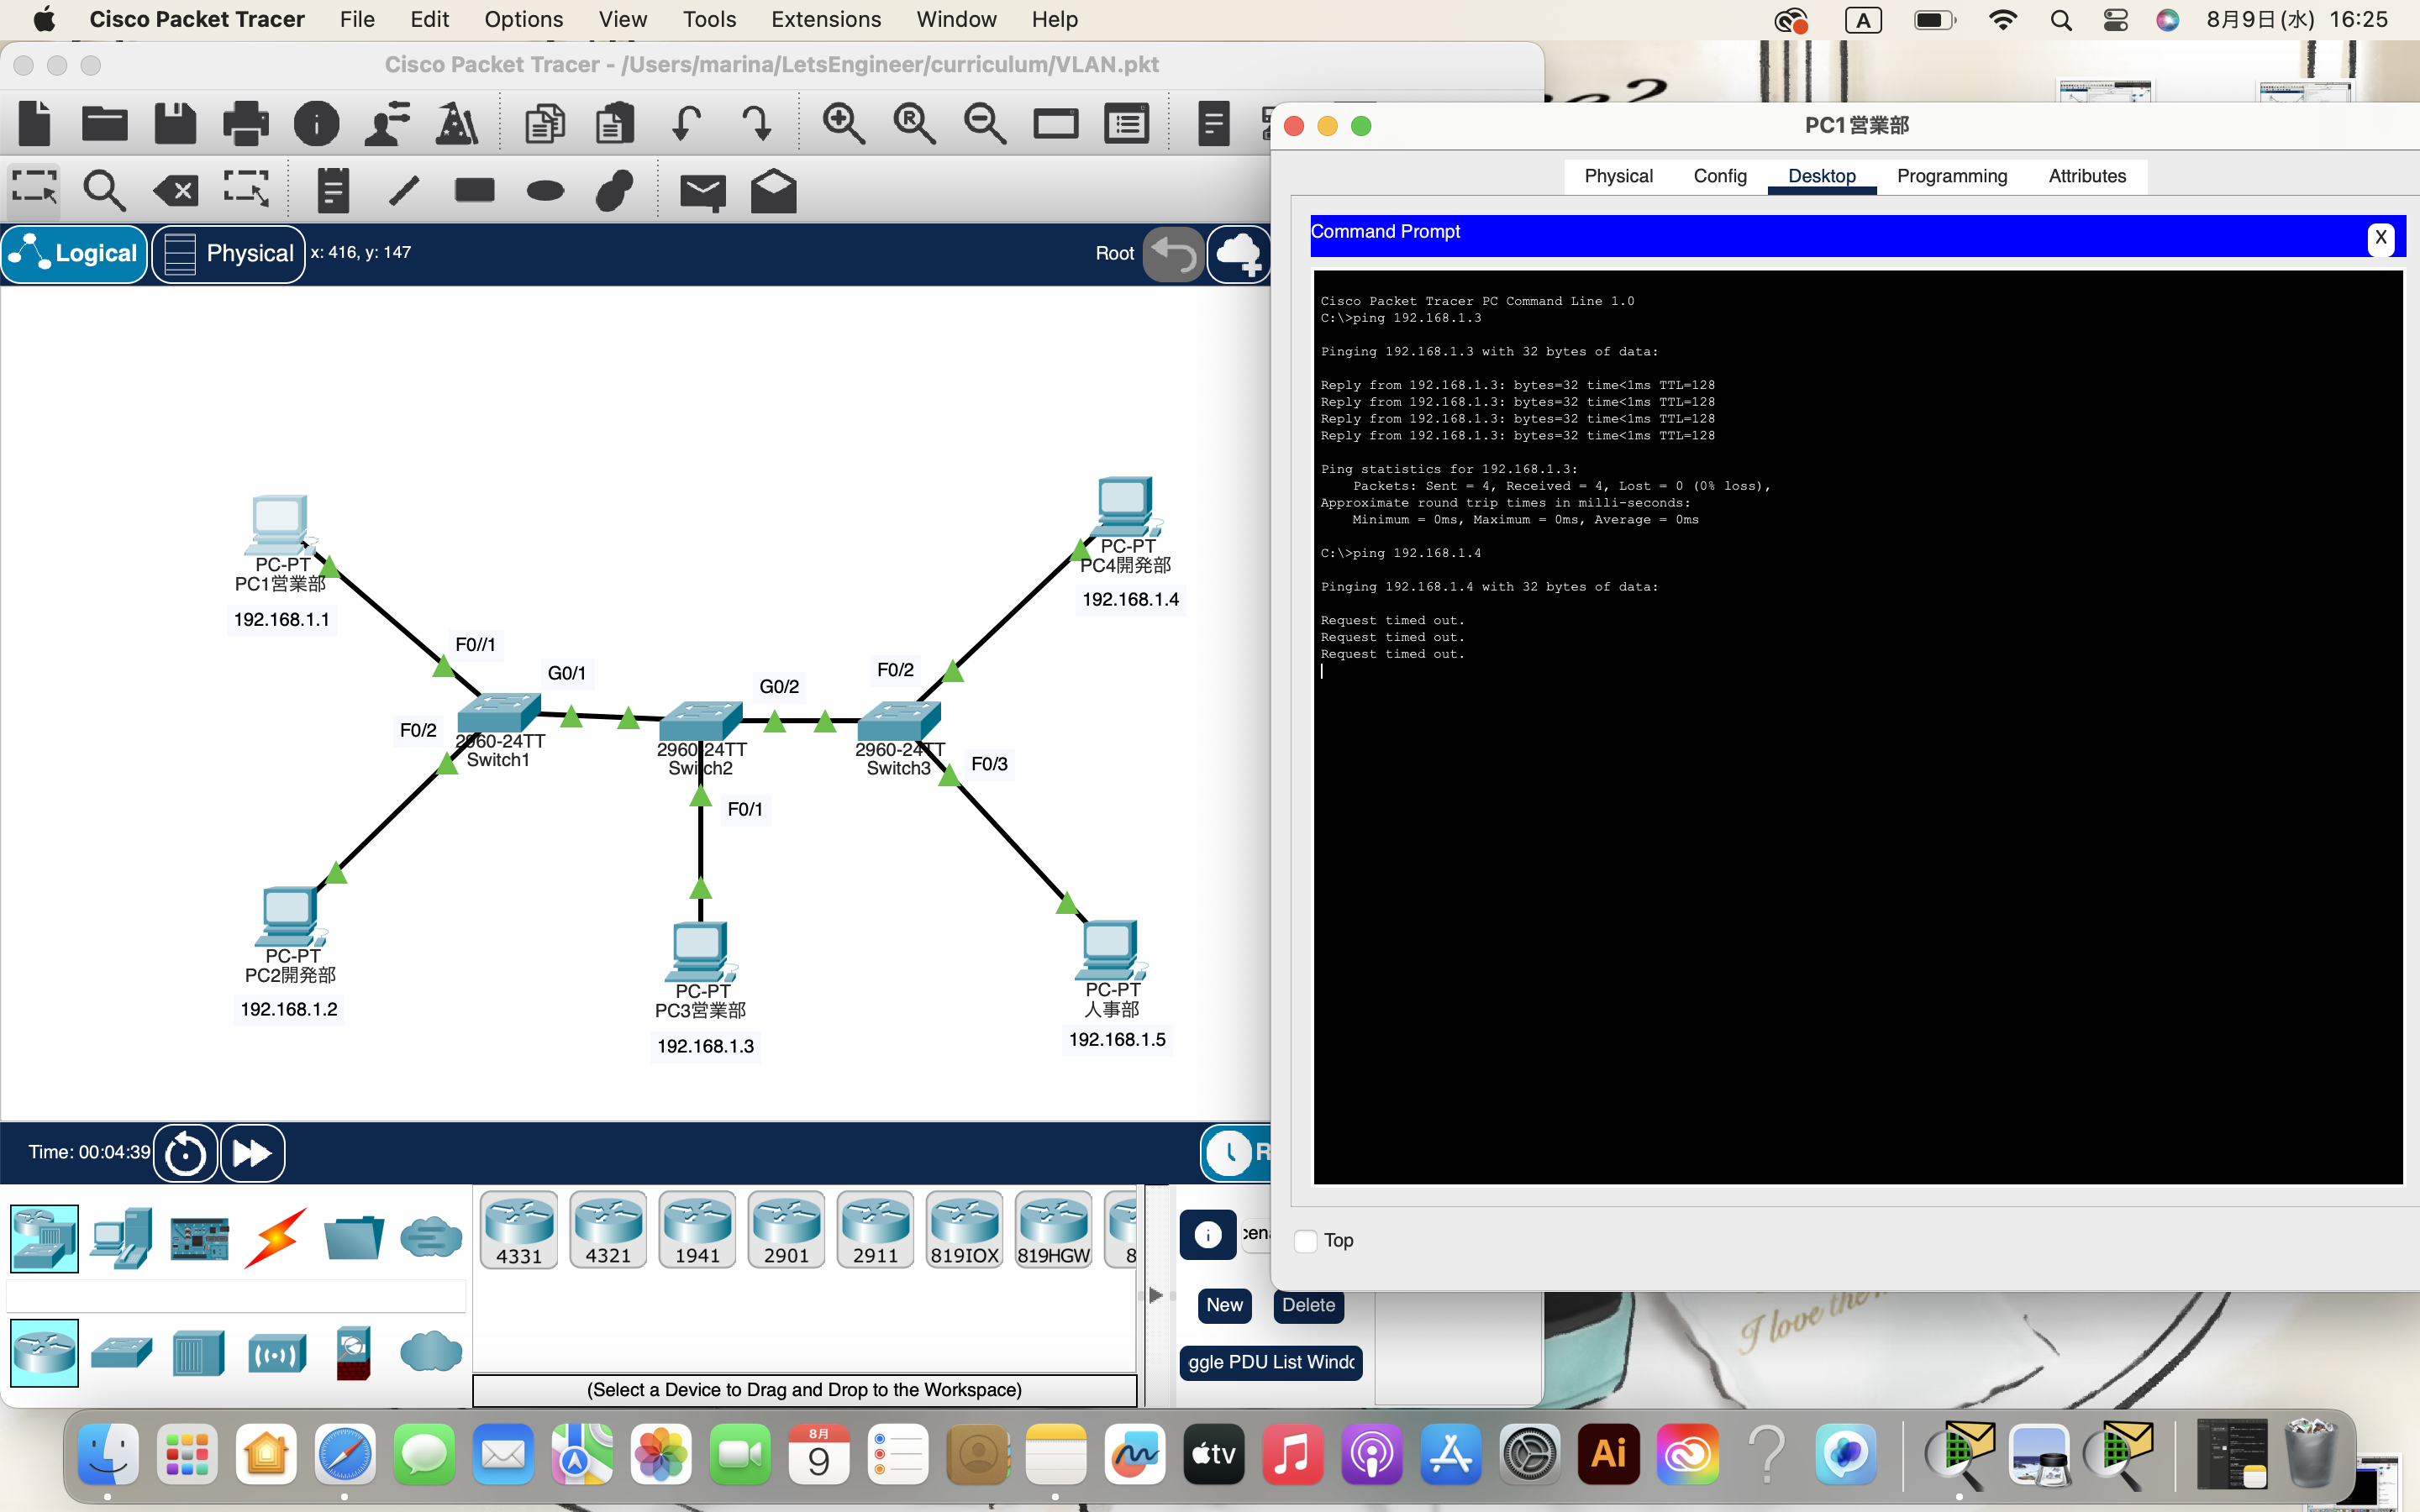 Cisco Packet Tracer File Edit Options View Tools Extensions Window Help A 8月9日(水) 16:25
Cisco Packet Tracer - /Users/marina/LetsEngineer/curriculum/VLAN.pkt
PC1営業部
Physical Config Desktop Programming Attributes
Command Prompt
X
Logical Physical x: 416, y: 147 Root
Cisco Packet Tracer PC Command Line 1.0
C:\>ping 192.168.1.3
Pinging 192.168.1.3 with 32 bytes of data:
Reply from 192.168.1.3: bytes=32 time<1ms TTL=128
Reply from 192.168.1.3: bytes=32 time<1ms TTL=128
Reply from 192.168.1.3: bytes=32 time<1ms TTL=128
Reply from 192.168.1.3: bytes=32 time<1ms TTL=128
Ping statistics for 192.168.1.3:
Packets: Sent = 4, Received = 4, Lost = 0 (0% loss),
Approximate round trip times in milli-seconds:
Minimum = 0ms, Maximum = 0ms, Average = 0ms
C:\>ping 192.168.1.4
Pinging 192.168.1.4 with 32 bytes of data:
Request timed out.
Request timed out.
Request timed out.
PC-PT
PC1営業部
192.168.1.1
PC-PT
PC4開発部
192.168.1.4
F0//1
G0/1
G0/2
F0/2
F0/2
2960-24TT
Switch1
2960-24TT
Switch2
2960-24TT
Switch3
F0/3
F0/1
PC-PT
PC2開発部
192.168.1.2
PC-PT
PC3営業部
192.168.1.3
PC-PT
人事部
192.168.1.5
Time: 00:04:39
R
4331 4321 1941 2901 2911 819IOX 819HGW 8
Top
New Delete
ggle PDU List Windo
(Select a Device to Drag and Drop to the Workspace)
I love the
8月
9
tv
Ai